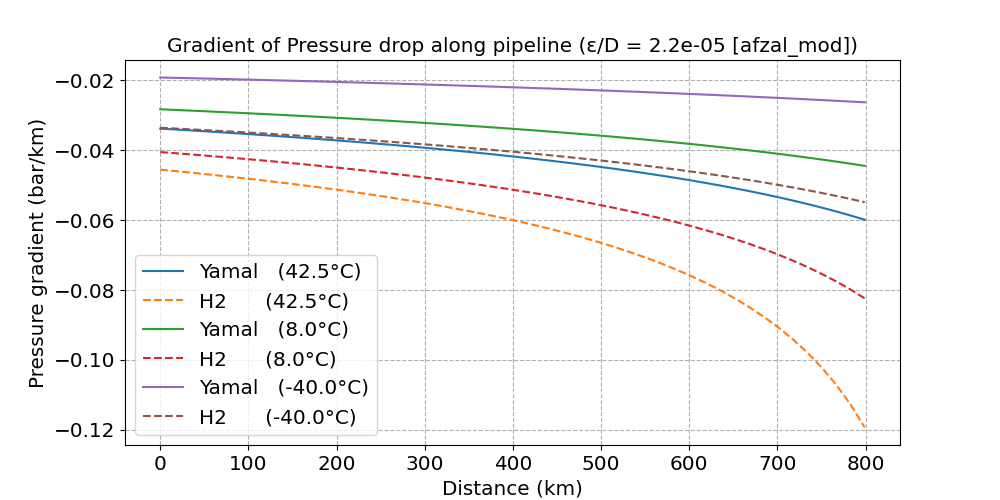 Gradient of Pressure drop along pipeline (ε/D = 2.2e-05 [afzal_mod])
Pressure gradient (bar/km)
−0.02
−0.04
−0.06
−0.08
−0.10
−0.12
Yamal (42.5°C)
H2 (42.5°C)
Yamal (8.0°C)
H2 (8.0°C)
Yamal (-40.0°C)
H2 (-40.0°C)
0 100 200 300 400 500 600 700 800
Distance (km)